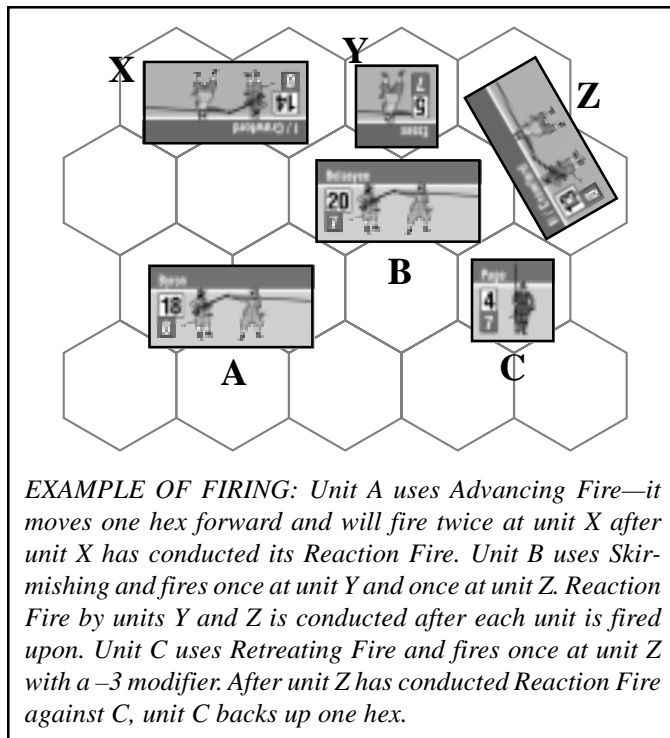 X
Y
Z
I / Crawford
14
6
Essex
5
7
13
Belasyse
20
7
B
Byron
18
6
A
Page
4
7
C
EXAMPLE OF FIRING: Unit A uses Advancing Fire—it
moves one hex forward and will fire twice at unit X after
unit X has conducted its Reaction Fire. Unit B uses Skir-
mishing and fires once at unit Y and once at unit Z. Reaction
Fire by units Y and Z is conducted after each unit is fired
upon. Unit C uses Retreating Fire and fires once at unit Z
with a –3 modifier. After unit Z has conducted Reaction Fire
against C, unit C backs up one hex.